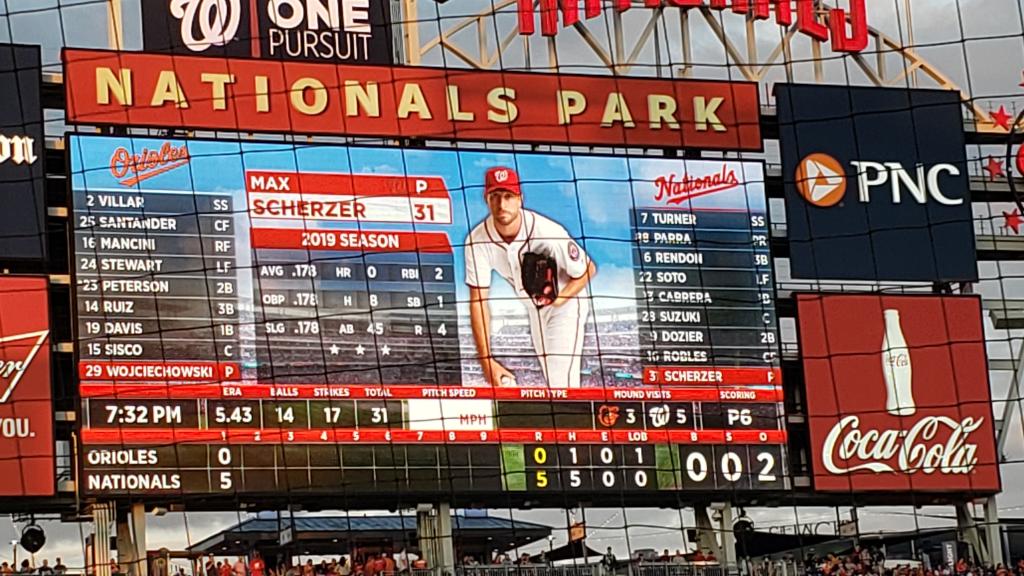 ONE
PURSUIT
NATIONALS PARK
Orioles
2 VILLAR SS
25 SANTANDER CF
16 MANCINI RF
24 STEWART LF
23 PETERSON 2B
14 RUIZ 3B
19 DAVIS 1B
15 SISCO C
29 WOJCIECHOWSKI P
MAX P
SCHERZER 31
2019 SEASON
AVG .178 HR 0 RBI 2
OBP .178 H 8 SB 1
SLG .178 AB 45 R 4
Nationals
7 TURNER SS
PARRA
6 RENDON 3B
22 SOTO LF
CABRERA
28 SUZUKI C
9 DOZIER 2B
16 ROBLES CF
31 SCHERZER P
ERA BALLS STRIKES TOTAL PITCH SPEED PITCH TYPE MOUND VISITS SCORING
7:32 PM 5.43 14 17 31 MPH 3 W 5 P6
1 2 3 4 5 6 7 8 9 R H E LOB B S O
ORIOLES 0 0 1 0 1 0 0 2
NATIONALS 5 5 5 0 0
PNC
Coca-Cola
YOU.